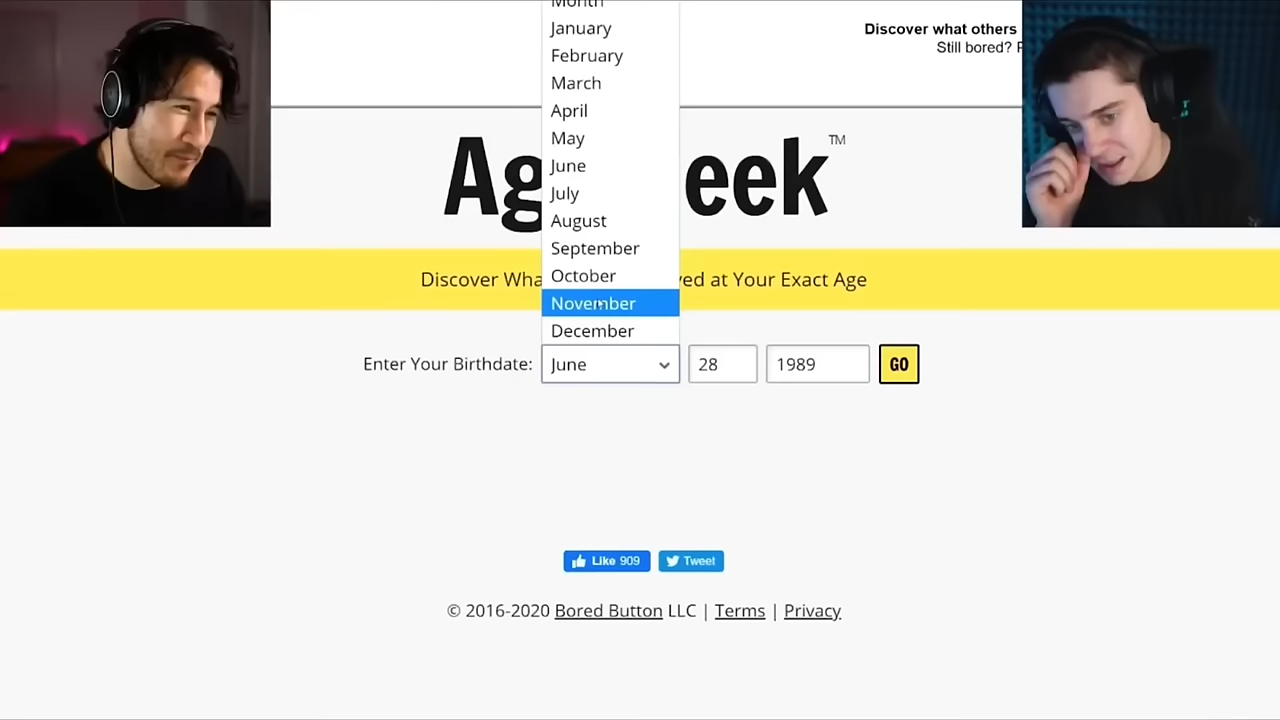 Month
January
February
March
April
May
June
July
August
September
October
November
December
Discover what others
Still bored?
Ag eek™
Discover Wha ved at Your Exact Age
Enter Your Birthdate: June 28 1989 GO
Like 909 Tweet
© 2016-2020 Bored Button LLC | Terms | Privacy